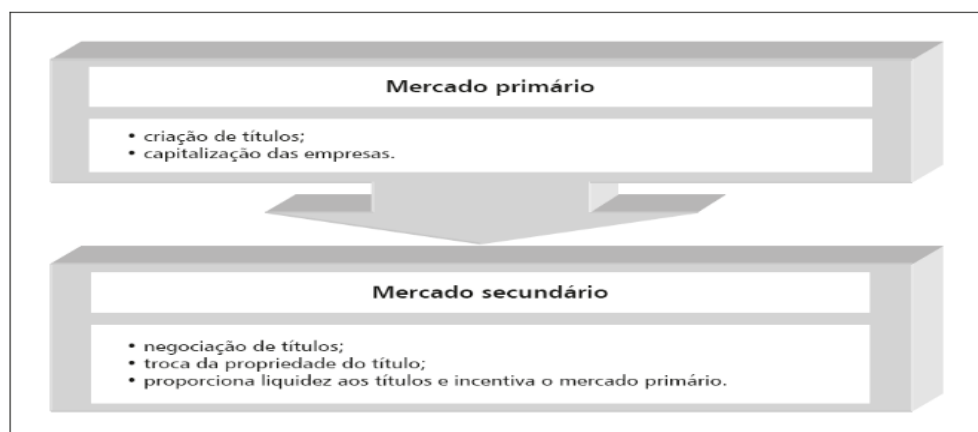 Mercado primário
• criação de títulos;
• capitalização das empresas.
Mercado secundário
• negociação de títulos;
• troca da propriedade do título;
• proporciona liquidez aos títulos e incentiva o mercado primário.